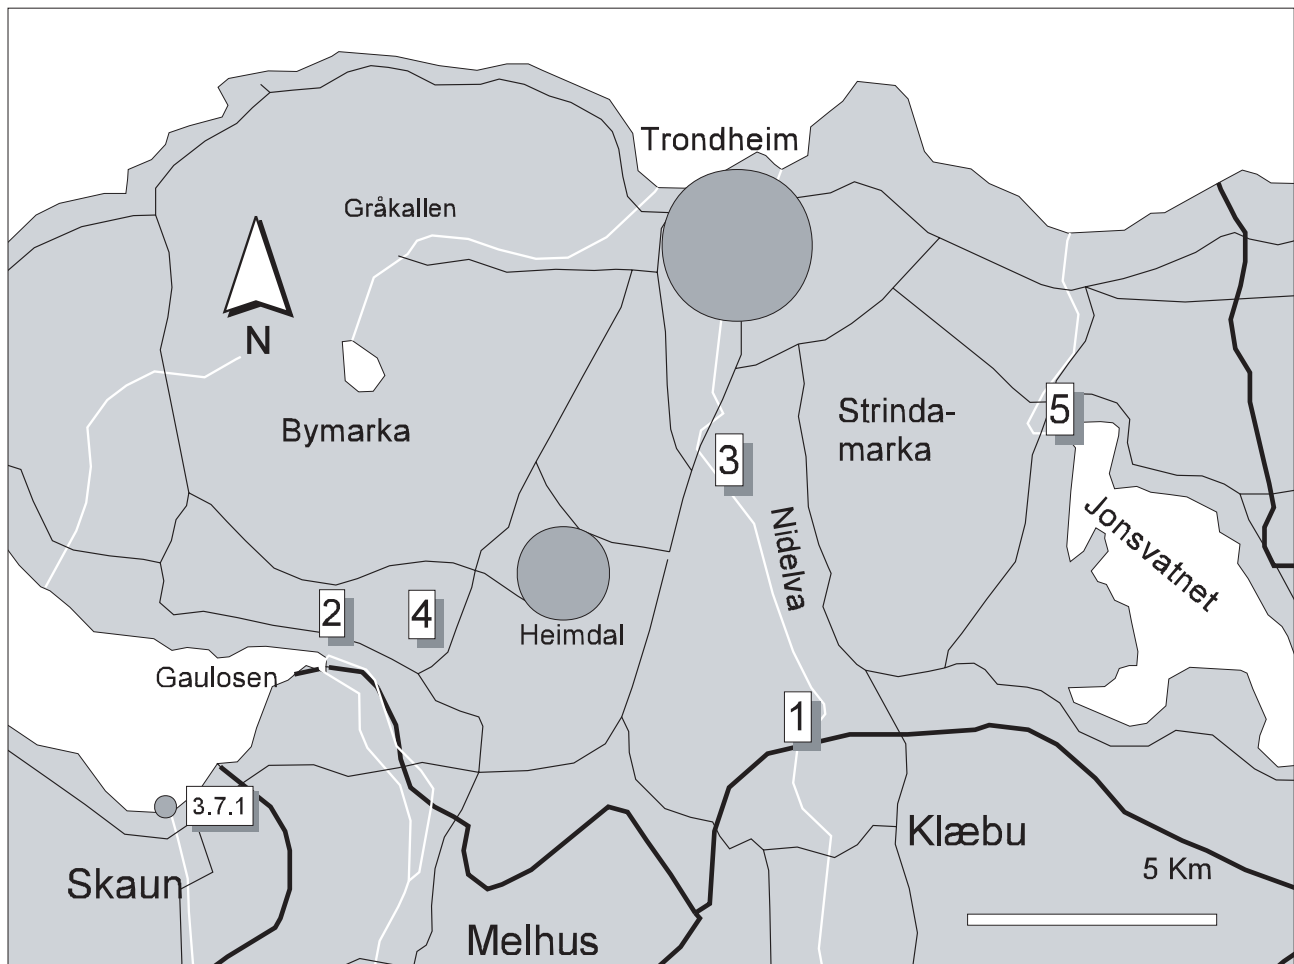 Trondheim
Gråkallen
N
Bymarka
Strinda-
marka
5
3
Nidelva
Jonsvatnet
2
4
Heimdal
Gaulosen
1
3.7.1
Klæbu
Skaun
5 Km
Melhus